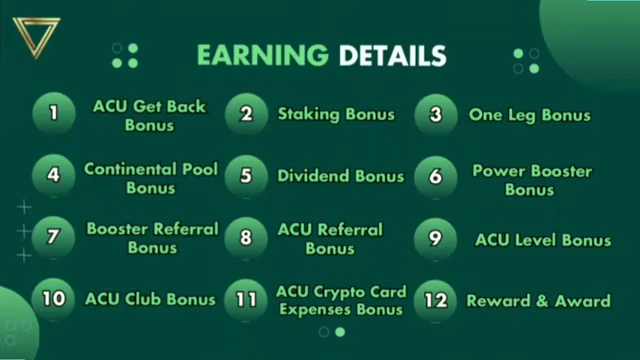 EARNING DETAILS
1 ACU Get Back
Bonus
2 Staking Bonus
3 One Leg Bonus
4 Continental Pool
Bonus
5 Dividend Bonus
6 Power Booster
Bonus
7 Booster Referral
Bonus
8 ACU Referral
Bonus
9 ACU Level Bonus
10 ACU Club Bonus
11 ACU Crypto Card
Expenses Bonus
12 Reward & Award